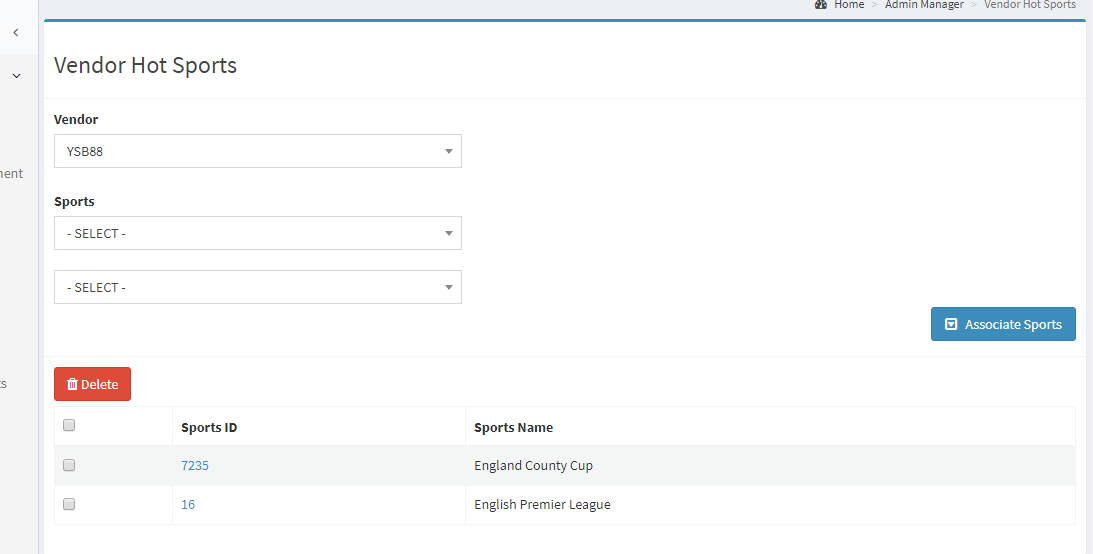 Home > Admin Manager > Vendor Hot Sports
Vendor Hot Sports
Vendor
YSB88
ment
Sports
- SELECT -
- SELECT -
Associate Sports
s
Delete
Sports ID Sports Name
7235 England County Cup
16 English Premier League